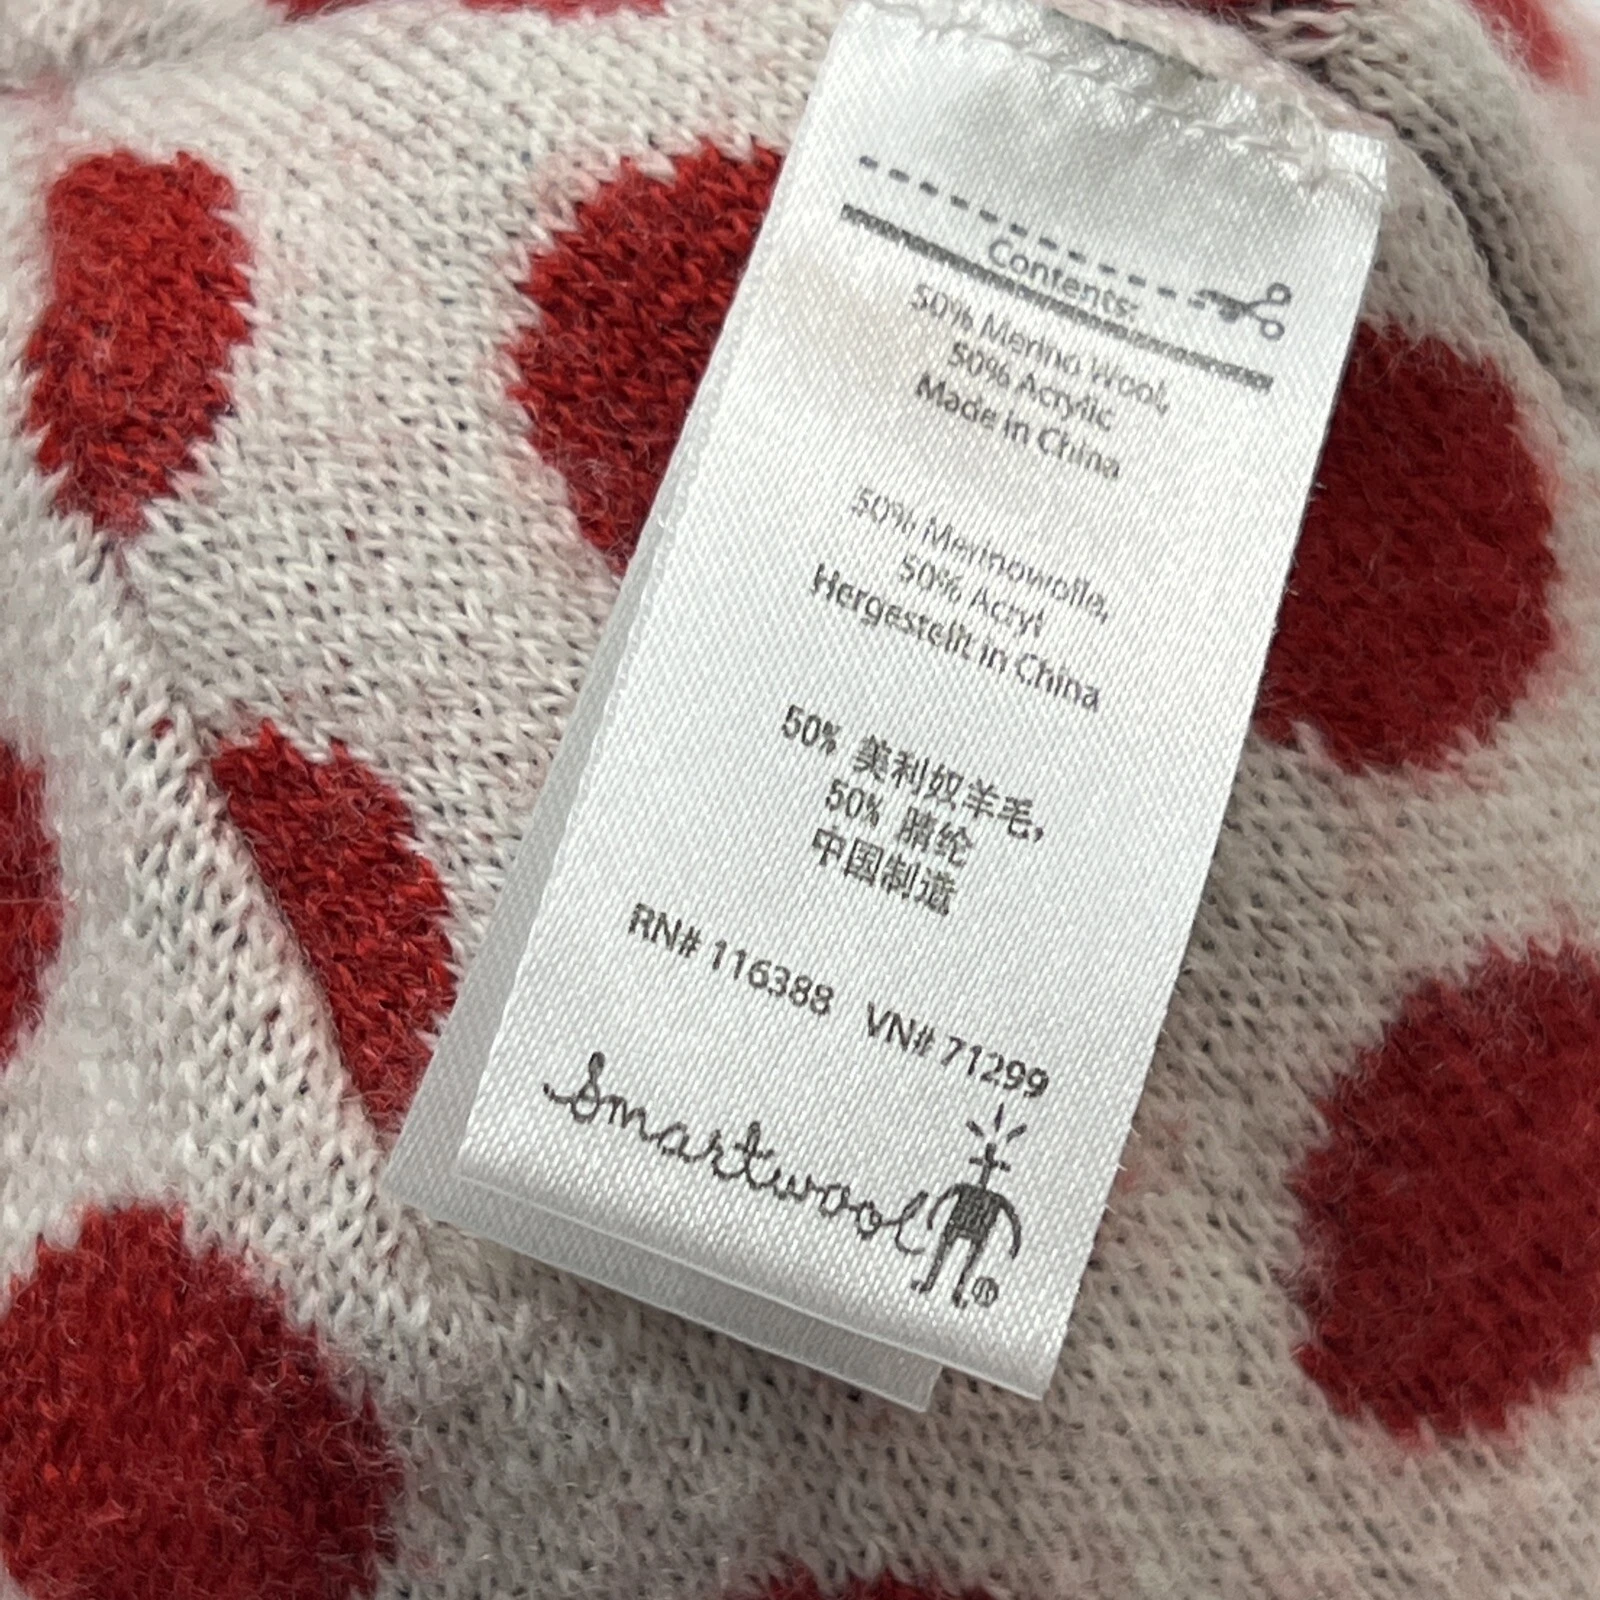 Contents:
50% Merino Wool,
50% Acrylic
Made in China
50% Merinowolle,
50% Acryl
Hergestellt in China
50% 美利奴羊毛,
50% 腈纶
中国制造
RN# 116388 VN# 71299
Smartwool®